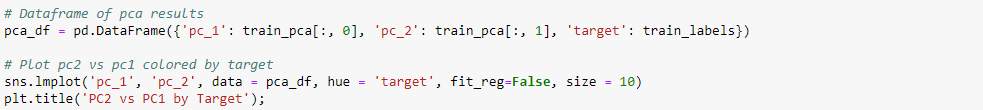 # Dataframe of pca results
pca_df = pd.DataFrame({'pc_1': train_pca[:, 0], 'pc_2': train_pca[:, 1], 'target': train_labels})
# Plot pc2 vs pc1 colored by target
sns.lmplot('pc_1', 'pc_2', data = pca_df, hue = 'target', fit_reg=False, size = 10)
plt.title('PC2 vs PC1 by Target');